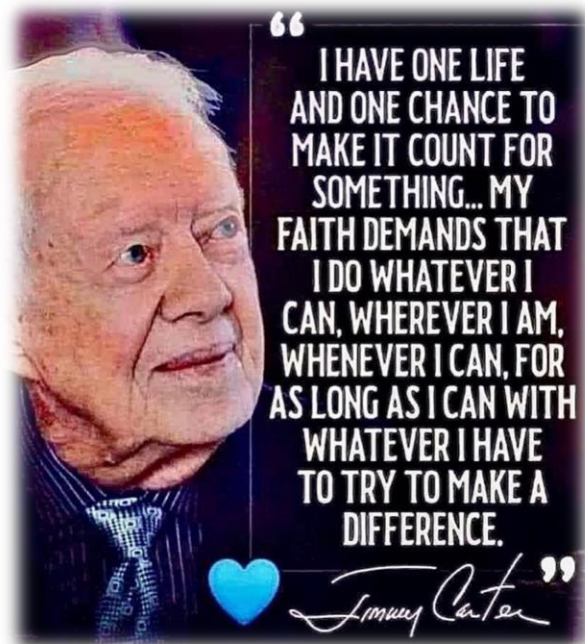 “
I HAVE ONE LIFE
AND ONE CHANCE TO
MAKE IT COUNT FOR
SOMETHING... MY
FAITH DEMANDS THAT
I DO WHATEVER I
CAN, WHEREVER I AM,
WHENEVER I CAN, FOR
AS LONG AS I CAN WITH
WHATEVER I HAVE
TO TRY TO MAKE A
DIFFERENCE.
”
Jimmy Carter